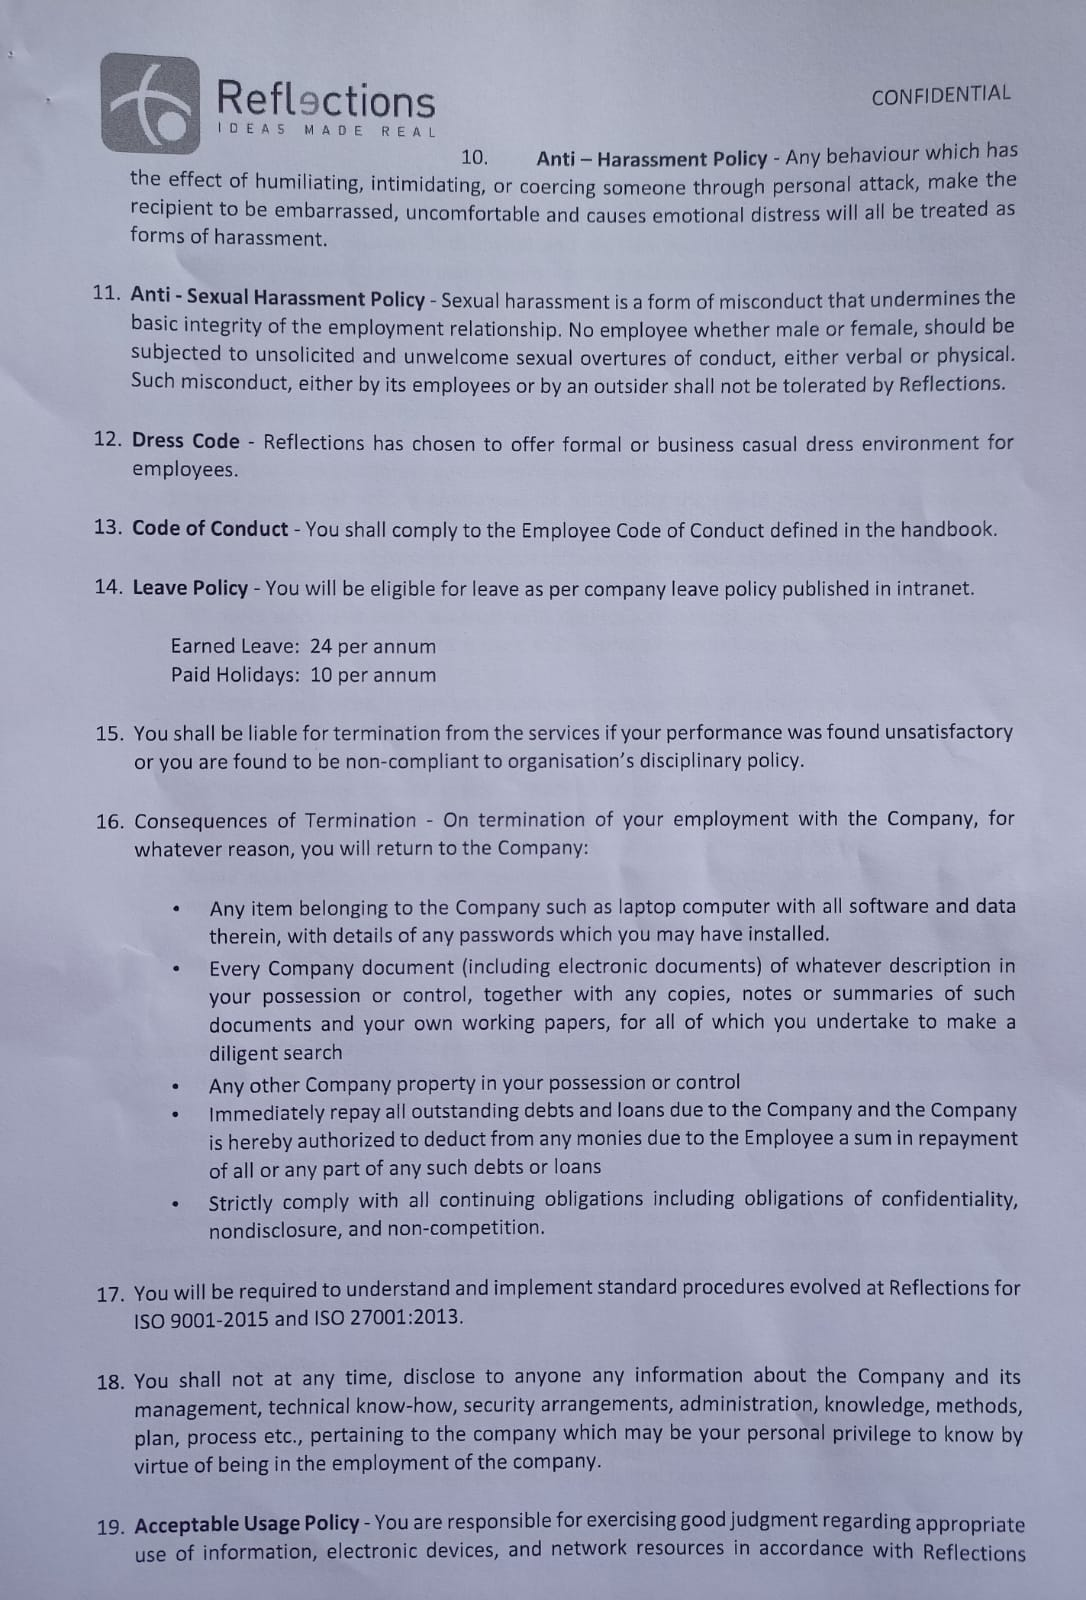 Reflections
IDEAS MADE REAL
CONFIDENTIAL
10. Anti – Harassment Policy - Any behaviour which has
the effect of humiliating, intimidating, or coercing someone through personal attack, make the
recipient to be embarrassed, uncomfortable and causes emotional distress will all be treated as
forms of harassment.
11. Anti - Sexual Harassment Policy - Sexual harassment is a form of misconduct that undermines the
basic integrity of the employment relationship. No employee whether male or female, should be
subjected to unsolicited and unwelcome sexual overtures of conduct, either verbal or physical.
Such misconduct, either by its employees or by an outsider shall not be tolerated by Reflections.
12. Dress Code - Reflections has chosen to offer formal or business casual dress environment for
employees.
13. Code of Conduct - You shall comply to the Employee Code of Conduct defined in the handbook.
14. Leave Policy - You will be eligible for leave as per company leave policy published in intranet.
Earned Leave: 24 per annum
Paid Holidays: 10 per annum
15. You shall be liable for termination from the services if your performance was found unsatisfactory
or you are found to be non-compliant to organisation’s disciplinary policy.
16. Consequences of Termination - On termination of your employment with the Company, for
whatever reason, you will return to the Company:
• Any item belonging to the Company such as laptop computer with all software and data
therein, with details of any passwords which you may have installed.
• Every Company document (including electronic documents) of whatever description in
your possession or control, together with any copies, notes or summaries of such
documents and your own working papers, for all of which you undertake to make a
diligent search
• Any other Company property in your possession or control
• Immediately repay all outstanding debts and loans due to the Company and the Company
is hereby authorized to deduct from any monies due to the Employee a sum in repayment
of all or any part of any such debts or loans
• Strictly comply with all continuing obligations including obligations of confidentiality,
nondisclosure, and non-competition.
17. You will be required to understand and implement standard procedures evolved at Reflections for
ISO 9001-2015 and ISO 27001:2013.
18. You shall not at any time, disclose to anyone any information about the Company and its
management, technical know-how, security arrangements, administration, knowledge, methods,
plan, process etc., pertaining to the company which may be your personal privilege to know by
virtue of being in the employment of the company.
19. Acceptable Usage Policy - You are responsible for exercising good judgment regarding appropriate
use of information, electronic devices, and network resources in accordance with Reflections